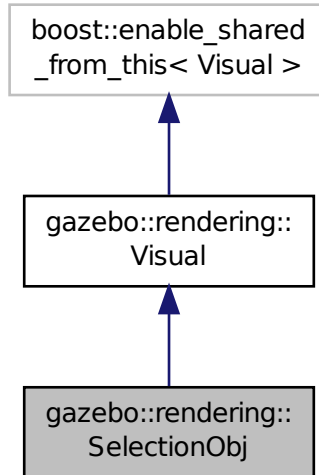 boost::enable_shared
_from_this< Visual >
gazebo::rendering::
Visual
gazebo::rendering::
SelectionObj